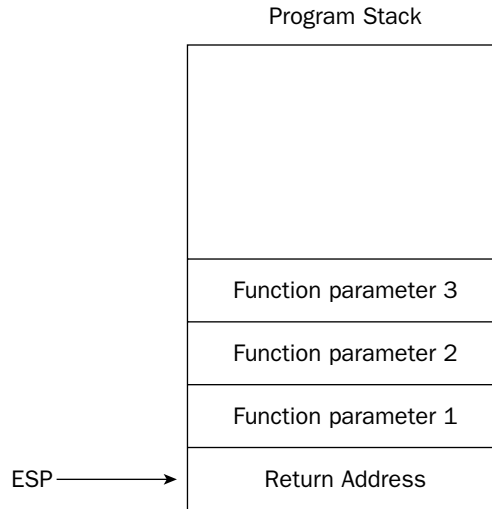 Program Stack
Function parameter 3
Function parameter 2
Function parameter 1
ESP
Return Address